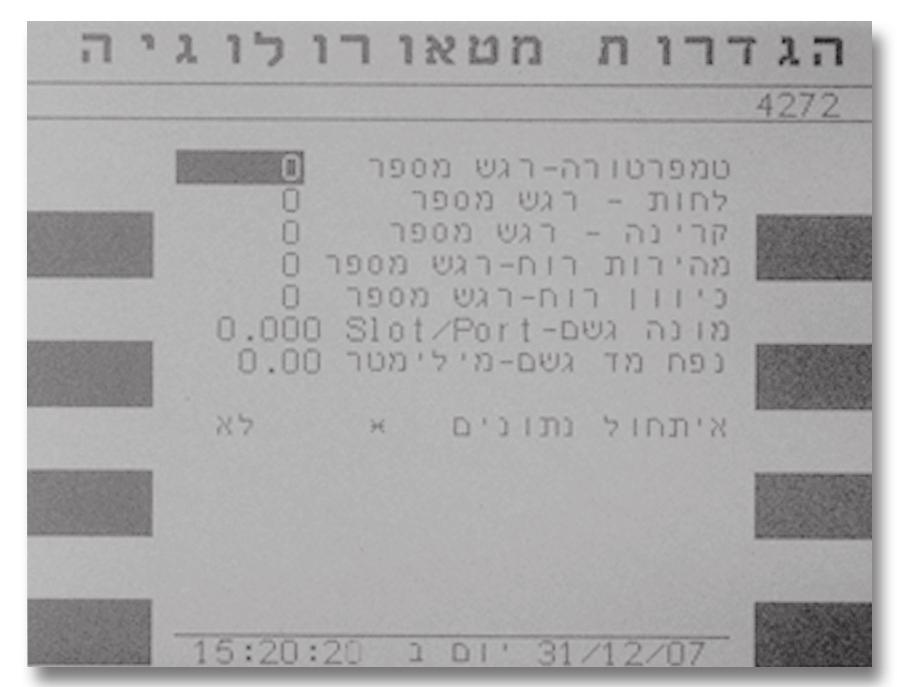 הגדרות מטאורולוגיה
4272
טמפרטורה-רגש מספר 0
לחות - רגש מספר 0
קרינה - רגש מספר 0
מהירות רוח-רגש מספר 0
כיוון רוח-רגש מספר 0
מונה גשם-Slot/Port 0.000
נפח מד גשם-מילימטר 0.00
איתחול נתונים * לא
31/12/07 יום ב 15:20:20